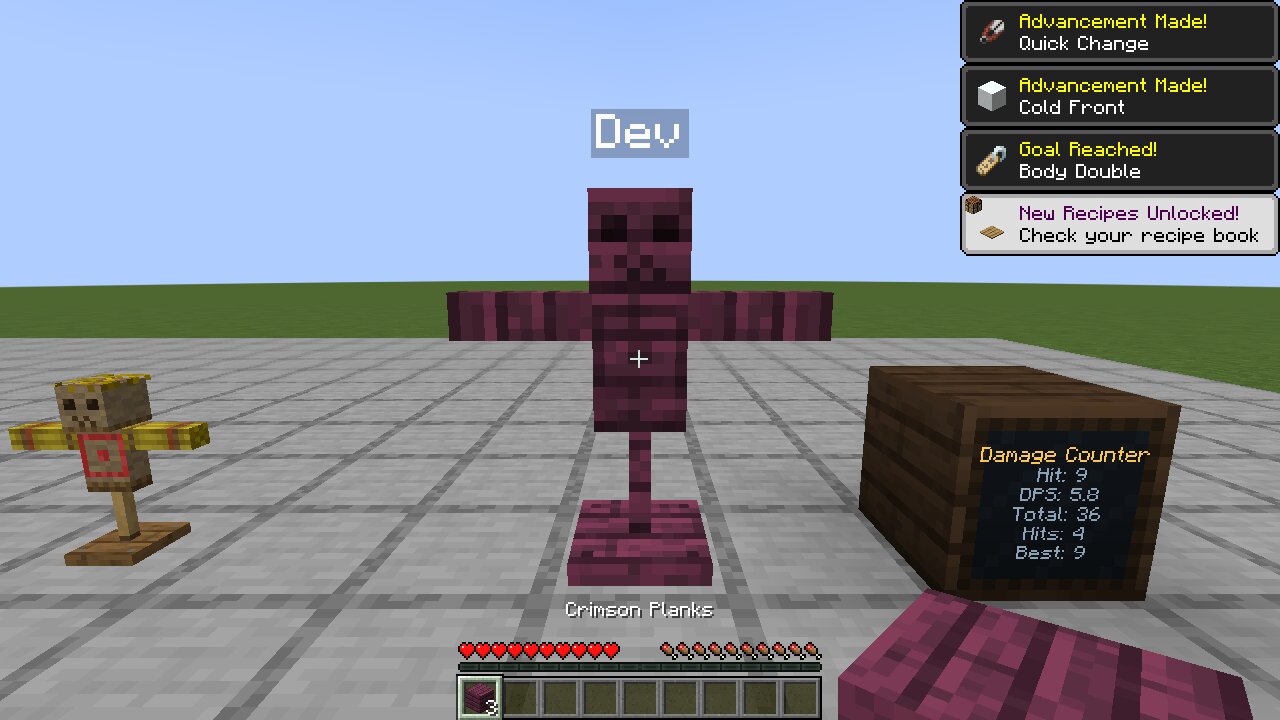 Advancement Made!
Quick Change
Advancement Made!
Cold Front
Goal Reached!
Body Double
New Recipes Unlocked!
Check your recipe book
Dev
Damage Counter
Hit: 9
DPS: 5.8
Total: 36
Hits: 4
Best: 9
Crimson Planks
3